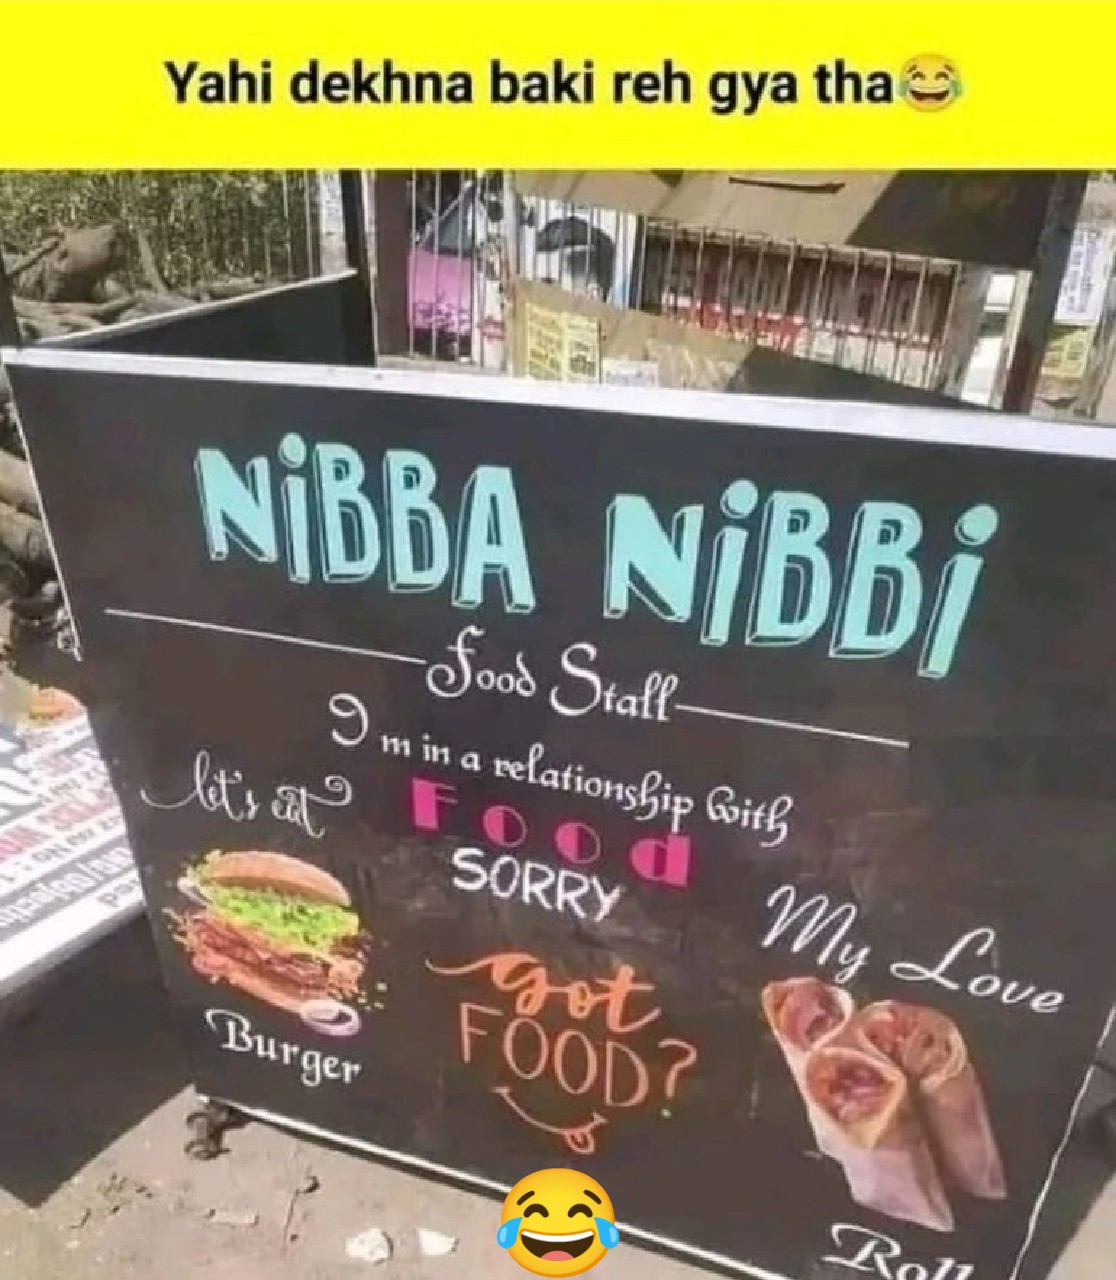 Yahi dekhna baki reh gya tha😂
NiBBA NiBBi
Food Stall
I m in a relationship with
let's eat
Food
SORRY
My Love
Got
FOOD?
Burger
Roll